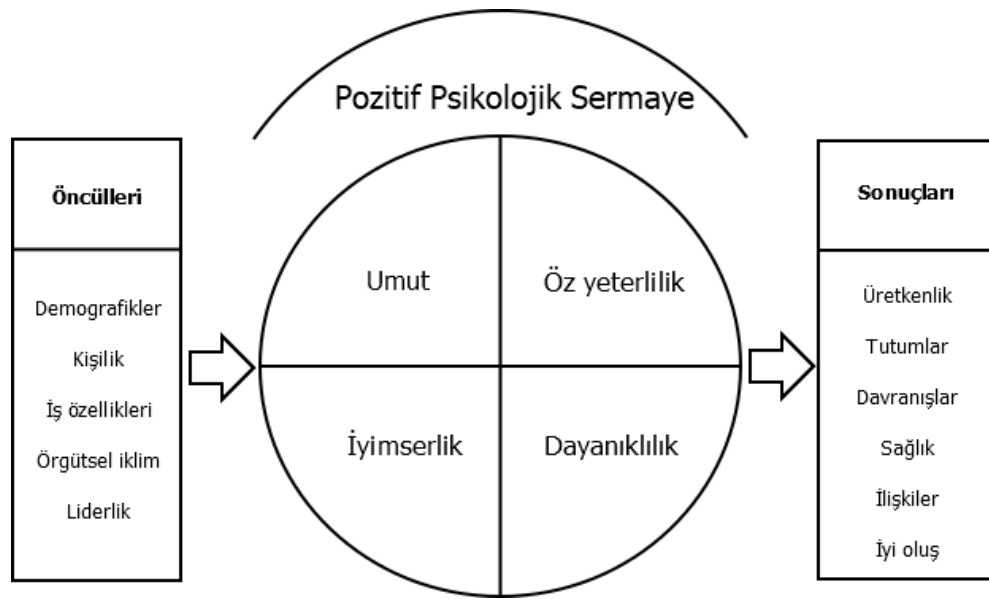 Pozitif Psikolojik Sermaye
Öncülleri
Demografikler
Kişilik
İş özellikleri
Örgütsel iklim
Liderlik
Umut
Öz yeterlilik
İyimserlik
Dayanıklılık
Sonuçları
Üretkenlik
Tutumlar
Davranışlar
Sağlık
İlişkiler
İyi oluş